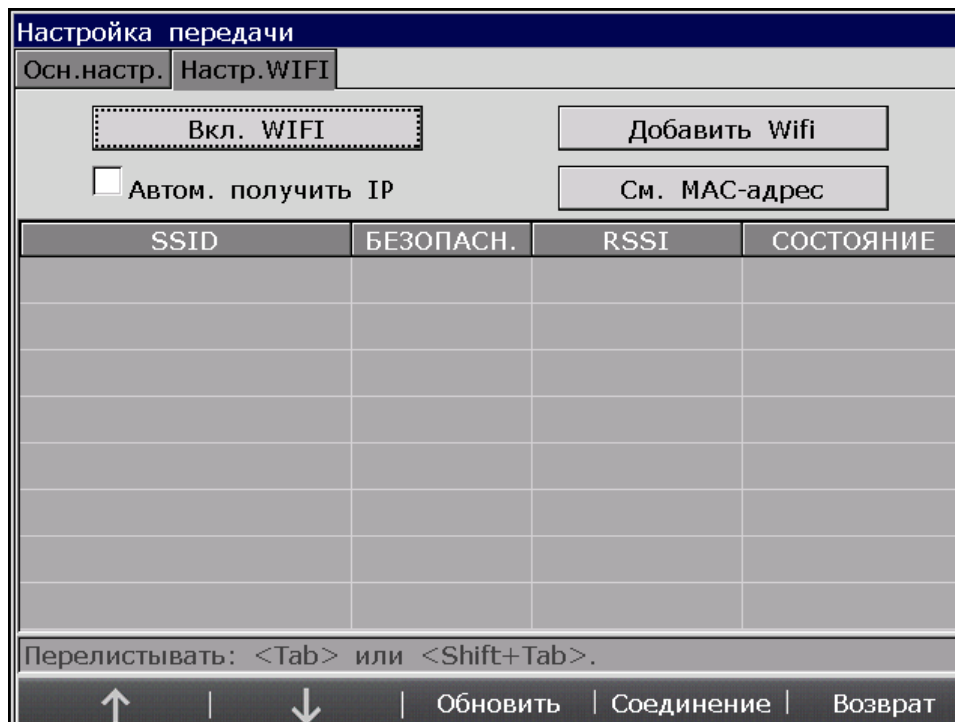 Настройка передачи
Осн.настр. Настр.WIFI
Вкл. WIFI Добавить Wifi
Автом. получить IP См. MAC-адрес
SSID БЕЗОПАСН. RSSI СОСТОЯНИЕ
Перелистывать: <Tab> или <Shift+Tab>.
↑ | ↓ | Обновить | Соединение | Возврат